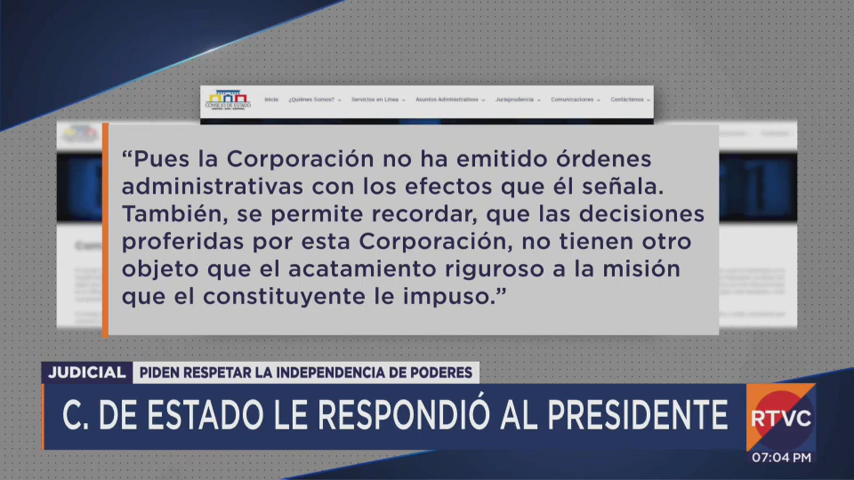 CONSEJO DE ESTADO
Inicio ¿Quiénes Somos? Servicios en Línea Asuntos Administrativos Jurisprudencia Comunicaciones Contáctenos
“Pues la Corporación no ha emitido órdenes
administrativas con los efectos que él señala.
También, se permite recordar, que las decisiones
proferidas por esta Corporación, no tienen otro
objeto que el acatamiento riguroso a la misión
que el constituyente le impuso.”
JUDICIAL PIDEN RESPETAR LA INDEPENDENCIA DE PODERES
C. DE ESTADO LE RESPONDIÓ AL PRESIDENTE
RTVC
07:04 PM